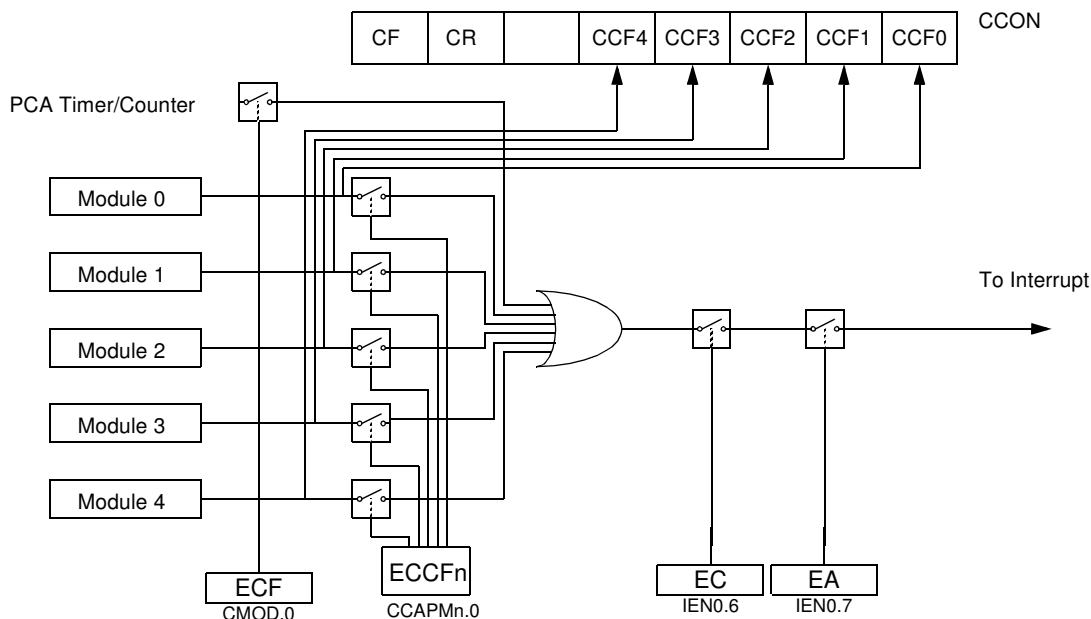 CF CR CCF4 CCF3 CCF2 CCF1 CCF0 CCON
PCA Timer/Counter
Module 0
Module 1
To Interrupt
Module 2
Module 3
Module 4
ECF
CMOD.0
ECCFn
CCAPMn.0
EC
IEN0.6
EA
IEN0.7